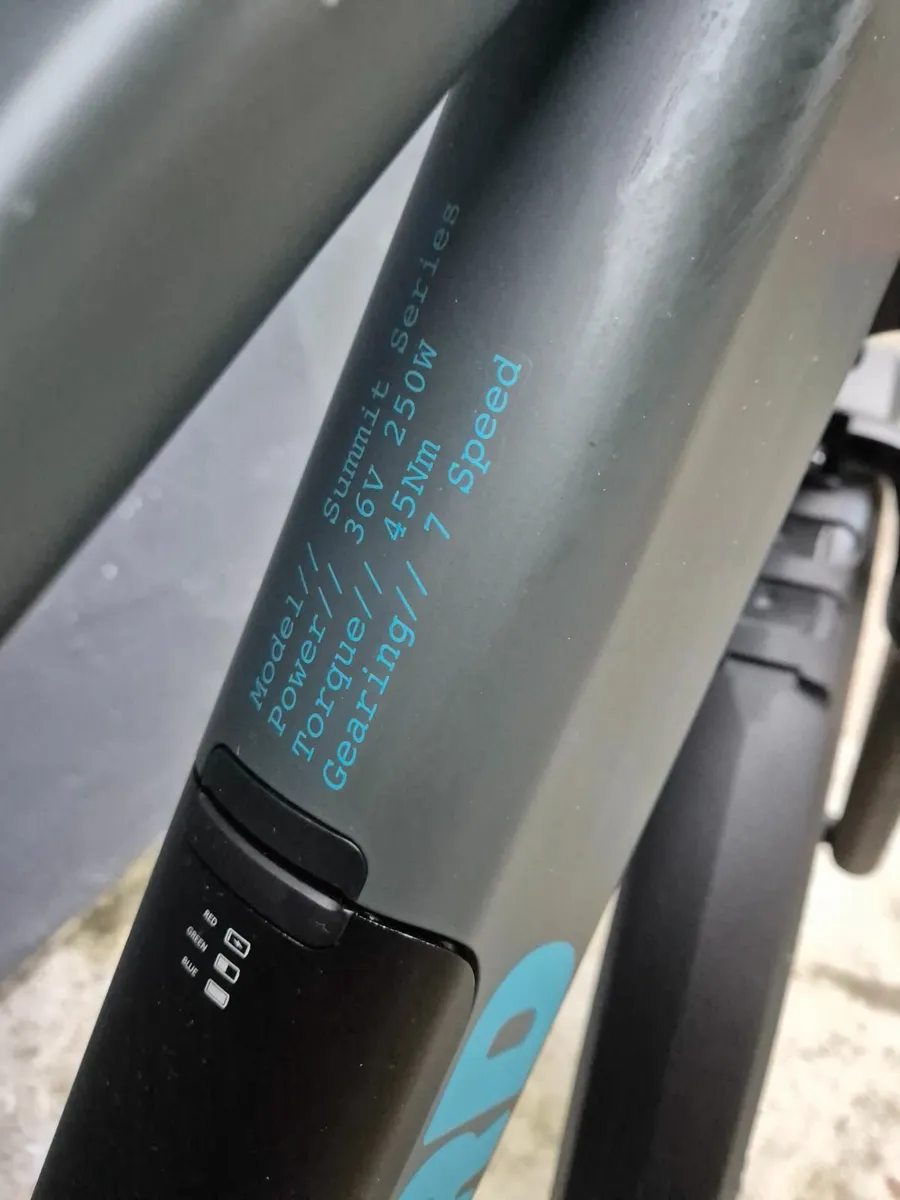 Model// Summit Series
Power// 36V 250W
Torque// 45Nm
Gearing// 7 Speed
RED
GREEN
BLUE